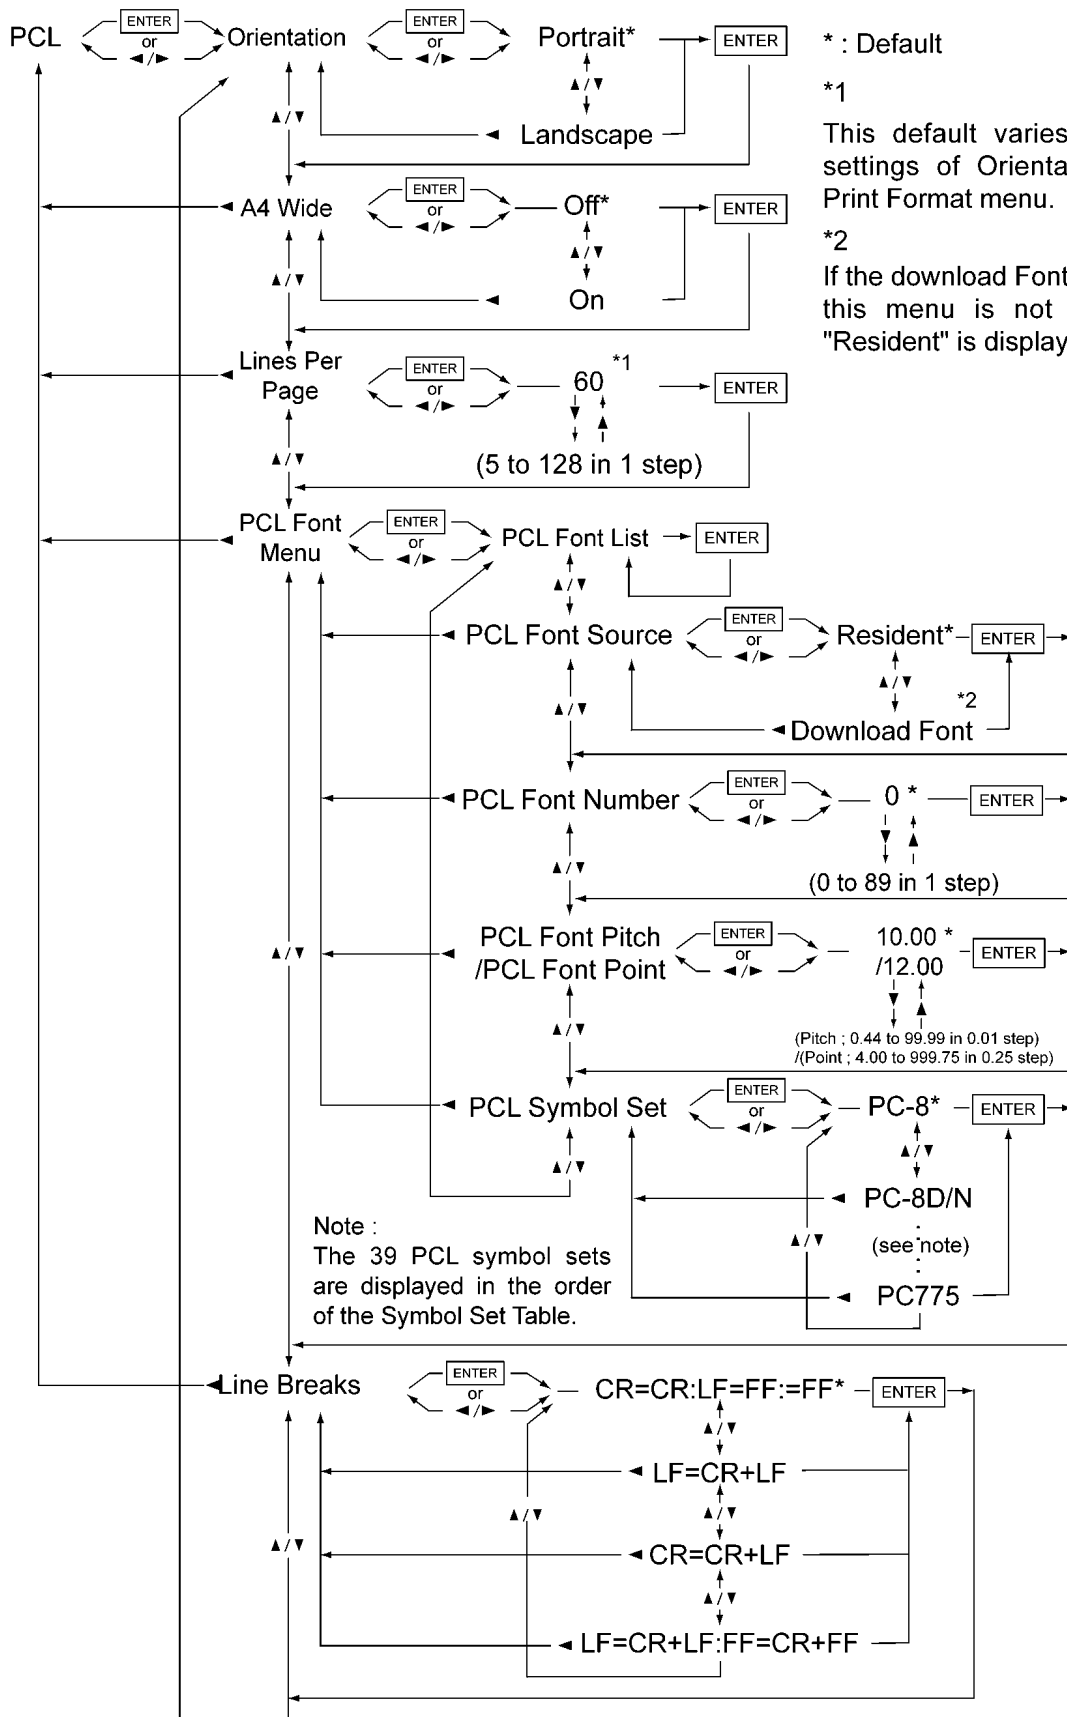 PCL
ENTER
or
◄/►
Orientation
ENTER
or
◄/►
Portrait*
ENTER
▲/▼
▲/▼
Landscape
* : Default
*1
This default varies
settings of Orienta
Print Format menu.
*2
If the download Font
this menu is not
"Resident" is display
A4 Wide
ENTER
or
◄/►
Off*
ENTER
▲/▼
▲/▼
On
Lines Per
Page
ENTER
or
◄/►
60 *1
ENTER
▲/▼
(5 to 128 in 1 step)
PCL Font
Menu
ENTER
or
◄/►
PCL Font List
ENTER
▲/▼
PCL Font Source
ENTER
or
◄/►
Resident*
ENTER
▲/▼
▲/▼
*2
Download Font
PCL Font Number
ENTER
or
◄/►
0 *
ENTER
▲/▼
(0 to 89 in 1 step)
▲/▼
PCL Font Pitch
/PCL Font Point
ENTER
or
◄/►
10.00 *
/12.00
ENTER
▲/▼
(Pitch ; 0.44 to 99.99 in 0.01 step)
/(Point ; 4.00 to 999.75 in 0.25 step)
PCL Symbol Set
ENTER
or
◄/►
PC-8*
ENTER
▲/▼
▲/▼
PC-8D/N
▲/▼
(see note)
PC775
Note :
The 39 PCL symbol sets
are displayed in the order
of the Symbol Set Table.
Line Breaks
ENTER
or
◄/►
CR=CR:LF=FF:=FF*
ENTER
▲/▼
LF=CR+LF
▲/▼
▲/▼
▲/▼
CR=CR+LF
▲/▼
LF=CR+LF:FF=CR+FF